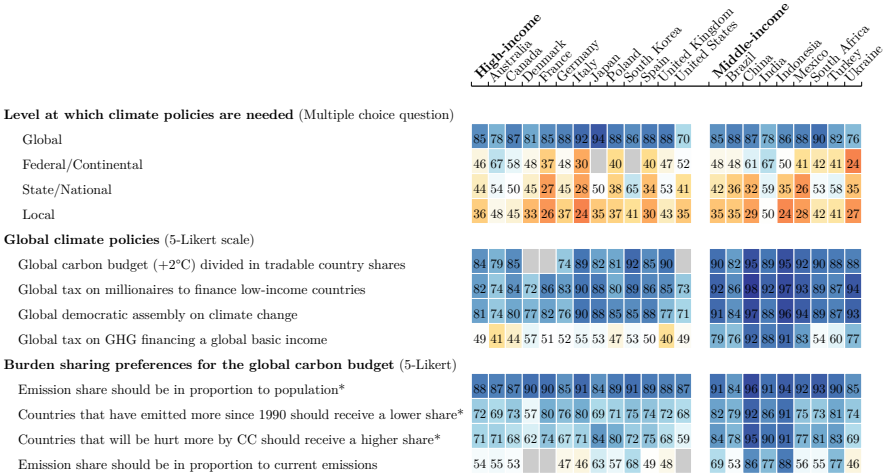 High-income
Australia
Canada
Denmark
France
Germany
Italy
Japan
Poland
South Korea
Spain
United Kingdom
United States
Middle-income
Brazil
China
India
Indonesia
Mexico
South Africa
Turkey
Ukraine
Level at which climate policies are needed (Multiple choice question)
Global 85 78 87 81 85 88 92 94 88 86 88 88 70 85 88 87 78 86 88 90 82 76
Federal/Continental 46 67 58 48 37 48 30 40 40 47 52 48 48 61 67 50 41 42 41 24
State/National 44 54 50 45 27 45 28 50 38 65 34 53 41 42 36 32 59 35 26 53 58 35
Local 36 48 45 33 26 37 24 35 37 41 30 43 35 35 35 29 50 24 28 42 41 27
Global climate policies (5-Likert scale)
Global carbon budget (+2°C) divided in tradable country shares 84 79 85 74 89 82 81 92 85 90 90 82 95 89 95 92 90 88 88
Global tax on millionaires to finance low-income countries 82 74 84 72 86 83 90 88 80 89 86 85 73 92 86 98 92 97 93 89 87 94
Global democratic assembly on climate change 81 74 80 77 82 76 90 88 85 85 88 77 71 91 84 97 88 96 94 89 87 93
Global tax on GHG financing a global basic income 49 41 44 57 51 52 55 53 47 53 50 40 49 79 76 92 88 91 83 54 60 77
Burden sharing preferences for the global carbon budget (5-Likert)
Emission share should be in proportion to population* 88 87 87 90 90 85 91 84 89 91 89 88 87 91 84 96 91 94 92 93 90 85
Countries that have emitted more since 1990 should receive a lower share* 72 69 73 57 80 76 80 69 71 75 74 72 68 82 79 92 86 91 75 73 81 74
Countries that will be hurt more by CC should receive a higher share* 71 71 68 62 74 67 71 84 80 72 75 68 59 84 78 95 90 91 77 81 83 69
Emission share should be in proportion to current emissions 54 55 53 47 46 63 57 68 49 48 69 53 86 77 88 56 55 77 46